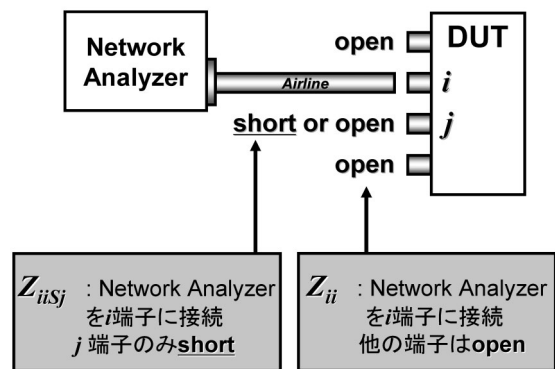 Network
Analyzer
Airline
open
DUT
i
short or open
j
open
ZiiSj : Network Analyzer
をi端子に接続
j 端子のみshort
Zii : Network Analyzer
をi端子に接続
他の端子はopen